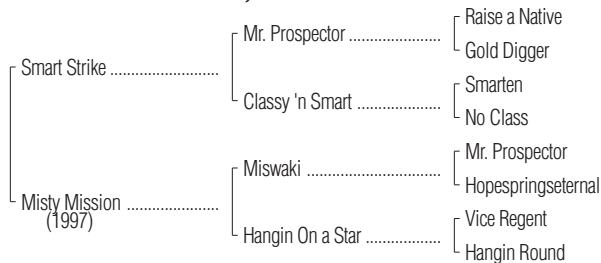 Raise a Native
Mr. Prospector ....................
Gold Digger
Smart Strike ........................
Smarten
Classy 'n Smart ..................
No Class
Mr. Prospector
Miswaki .............................
Hopespringseternal
Misty Mission ....................
(1997)
Vice Regent
Hangin On a Star .................
Hangin Round